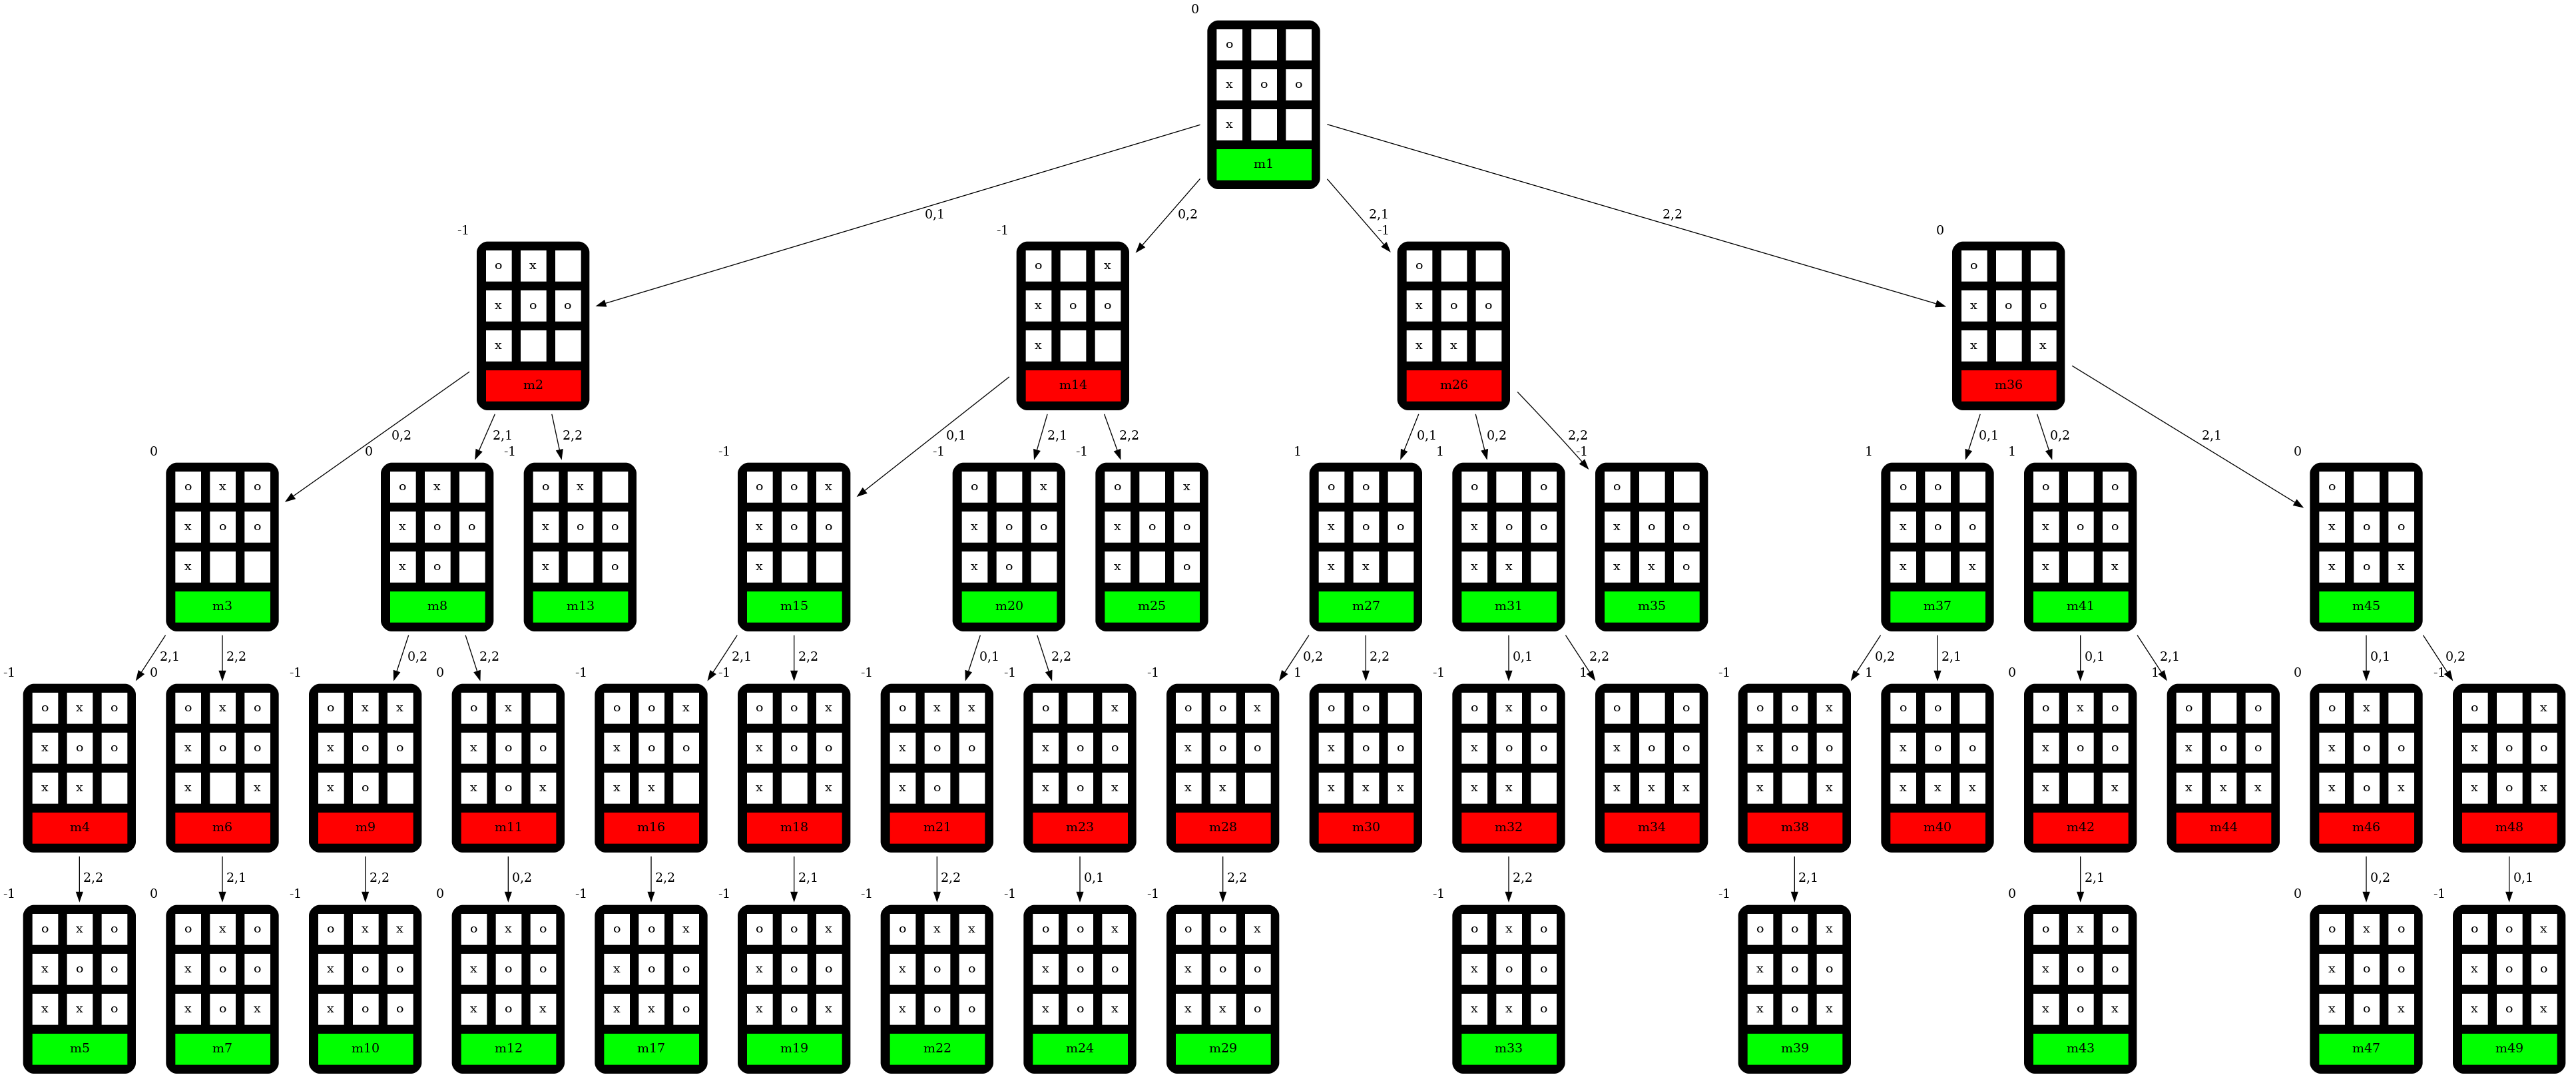 0
o
x o o
x
m1
0,1 0,2 2,1 2,2
-1 -1 -1 0
o x o x o o
x o o x o o x o o x o o
x x x x x x
m2 m14 m26 m36
0,2 2,1 2,2 0,1 2,1 2,2 0,1 0,2 2,2 0,1 0,2 2,1
0 0 -1 -1 -1 -1 1 1 -1 1 1 0
o x o o x o x o o x o x o x o o o o o o o o o o
x o o x o o x o o x o o x o o x o o x o o x o o x o o x o o x o o x o o
x x o x o x x o x o x x x x x x o x x x x x o x
m3 m8 m13 m15 m20 m25 m27 m31 m35 m37 m41 m45
2,1 2,2 0,2 2,2 2,1 2,2 0,1 2,2 0,2 2,2 0,1 2,2 0,2 2,1 0,1 2,1 0,1 0,2
-1 0 -1 0 -1 -1 -1 -1 -1 1 -1 1 -1 1 0 1 0 -1
o x o o x o o x x o x o o x o o x o x x o x o o x o o o x o o o o o x o o o x o o o o x o x
x o o x o o x o o x o o x o o x o o x o o x o o x o o x o o x o o x o o x o o x o o x o o x o o x o o x o o
x x x x x o x o x x x x x x o x o x x x x x x x x x x x x x x x x x x x x x x o x x o x
m4 m6 m9 m11 m16 m18 m21 m23 m28 m30 m32 m34 m38 m40 m42 m44 m46 m48
2,2 2,1 2,2 0,2 2,2 2,1 2,2 0,1 2,2 2,2 2,1 2,1 0,2 0,1
-1 0 -1 0 -1 -1 -1 -1 -1 -1 -1 0 0 -1
o x o o x o o x x o x o o o x o o x o x x o o x o o x o x o o o x o x o o x o o o x
x o o x o o x o o x o o x o o x o o x o o x o o x o o x o o x o o x o o x o o x o o
x x o x o x x o o x o x x x o x o x x o o x o x x x o x x o x o x x o x x o x x o x
m5 m7 m10 m12 m17 m19 m22 m24 m29 m33 m39 m43 m47 m49